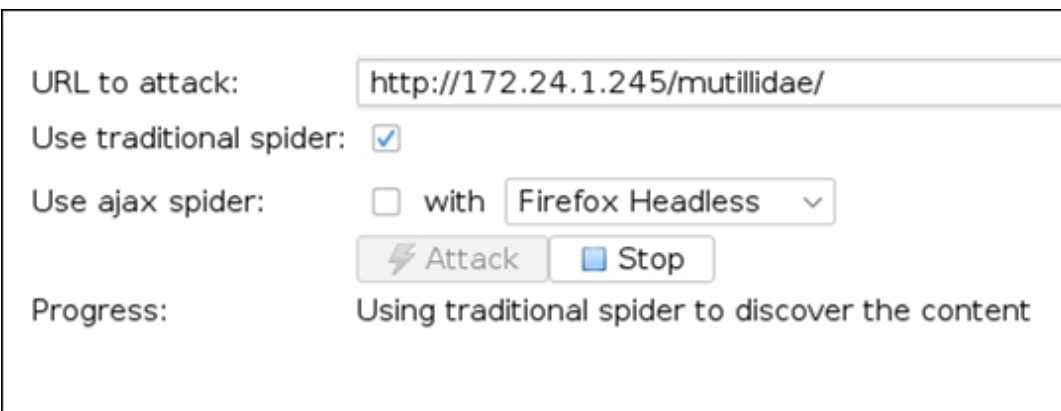 URL to attack: http://172.24.1.245/mutillidae/
Use traditional spider:
Use ajax spider: with Firefox Headless
Attack Stop
Progress: Using traditional spider to discover the content